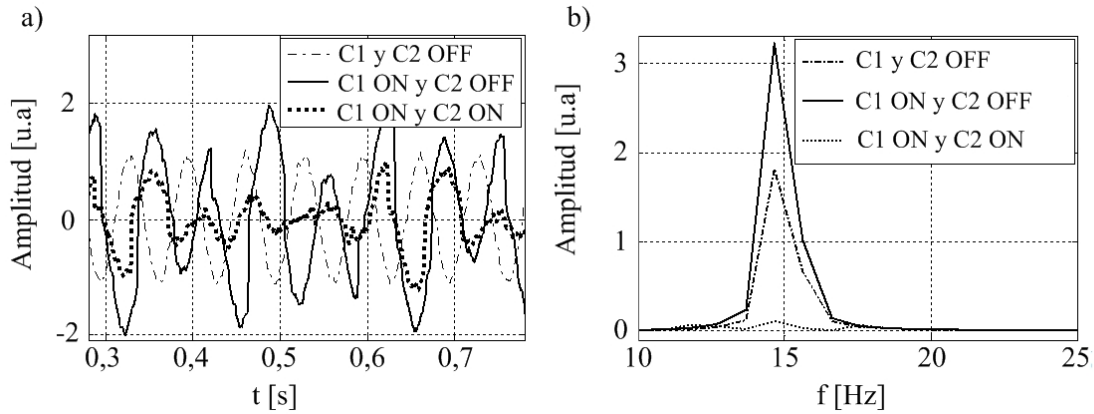 a)
Amplitud [u.a]
2
0
-2
C1 y C2 OFF
C1 ON y C2 OFF
C1 ON y C2 ON
0,3 0,4 0,5 0,6 0,7
t [s]
b)
Amplitud [u.a]
3
2
1
0
C1 y C2 OFF
C1 ON y C2 OFF
C1 ON y C2 ON
10 15 20 25
f [Hz]